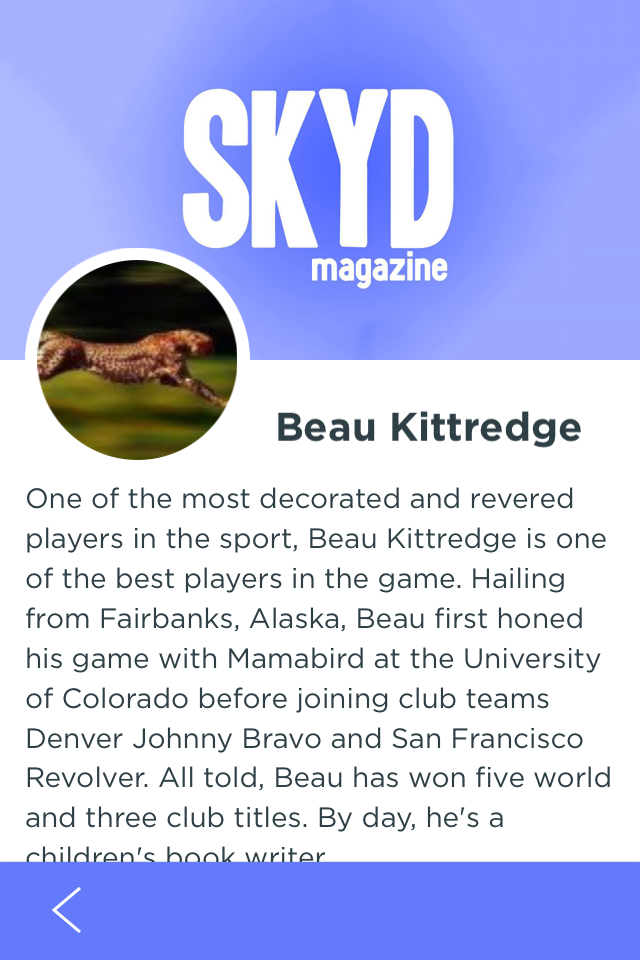 SKYD
magazine
Beau Kittredge
One of the most decorated and revered
players in the sport, Beau Kittredge is one
of the best players in the game. Hailing
from Fairbanks, Alaska, Beau first honed
his game with Mamabird at the University
of Colorado before joining club teams
Denver Johnny Bravo and San Francisco
Revolver. All told, Beau has won five world
and three club titles. By day, he's a
children's book writer